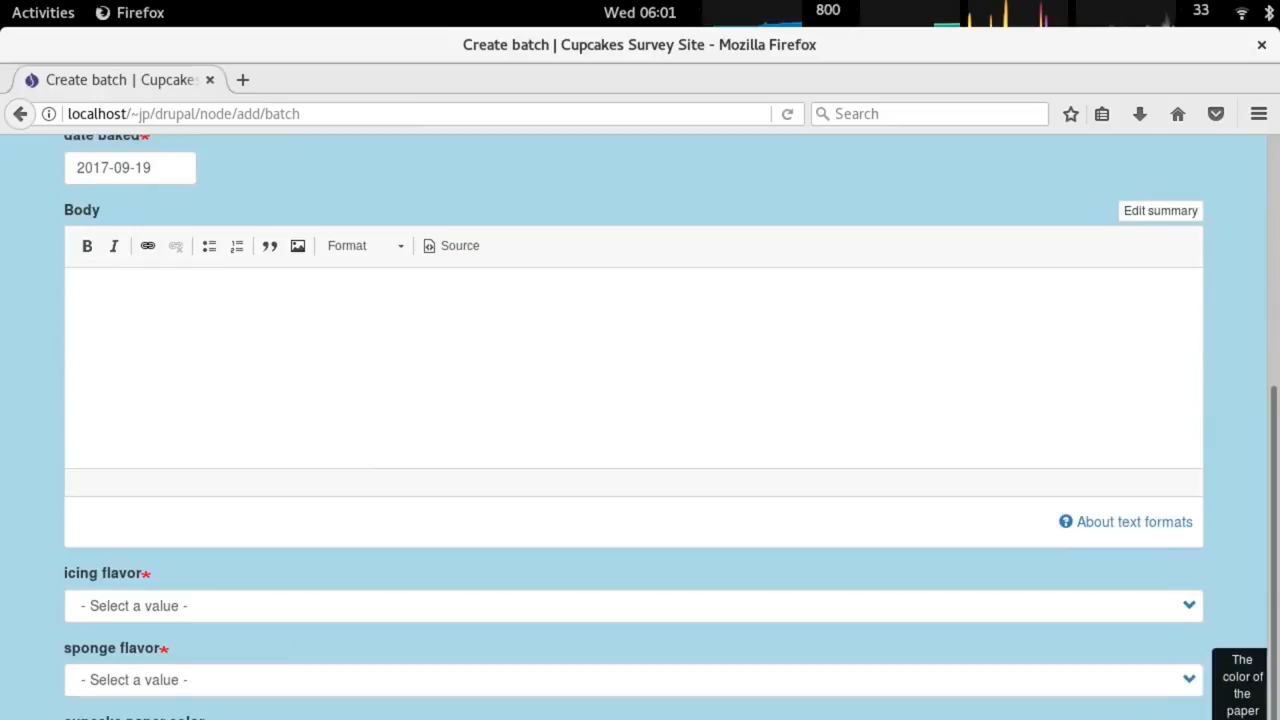 Activities Firefox Wed 06:01 800 33
Create batch | Cupcakes Survey Site - Mozilla Firefox
Create batch | Cupcake
localhost/~jp/drupal/node/add/batch Search
date baked*
2017-09-19
Body Edit summary
B I Format Source
About text formats
icing flavor*
- Select a value -
sponge flavor*
- Select a value -
The
color of
the
paper